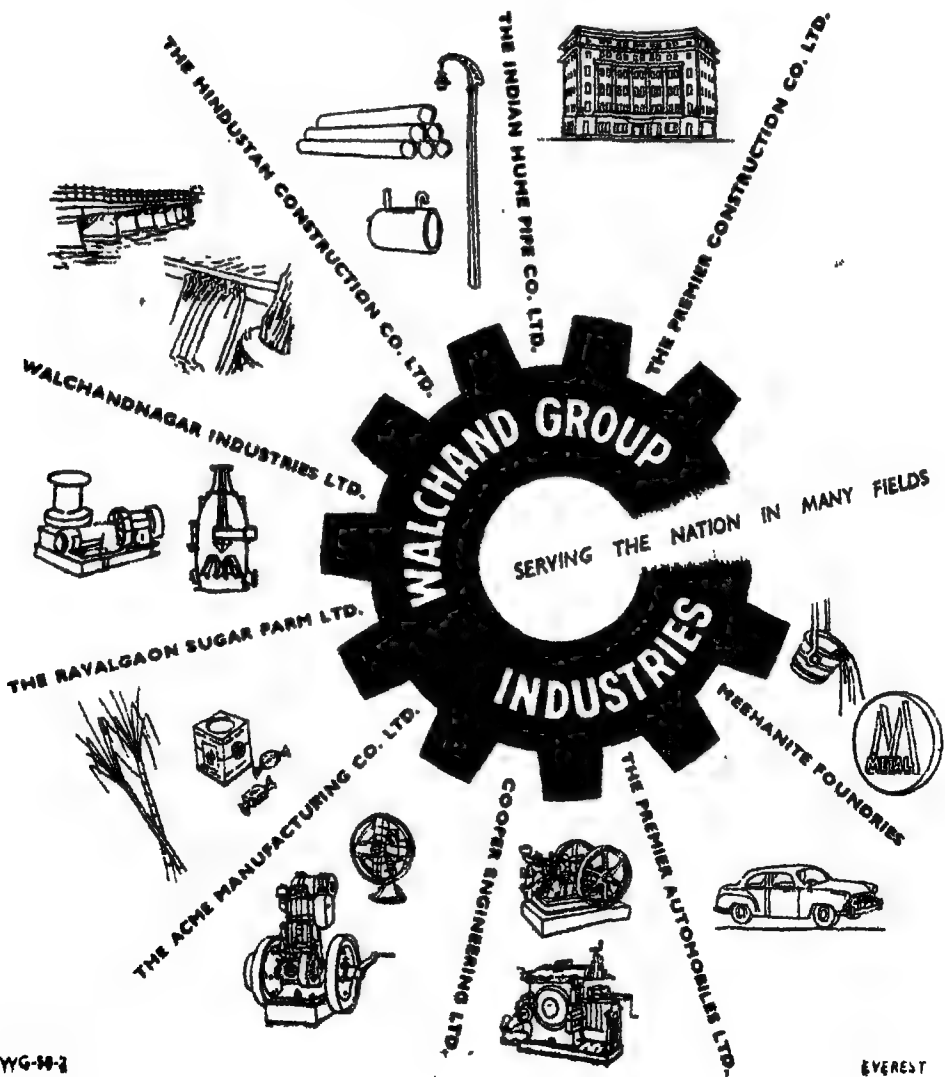 THE HINDUSTAN CONSTRUCTION CO. LTD.
THE INDIAN HUME PIPE CO. LTD.
THE PREMIER CONSTRUCTION CO. LTD.
WALCHANDNAGAR INDUSTRIES LTD.
WALCHAND GROUP
INDUSTRIES
SERVING THE NATION IN MANY FIELDS
THE RAVALGAON SUGAR FARM LTD.
THE ACME MANUFACTURING CO. LTD.
COOPER ENGINEERING LTD.
THE PREMIER AUTOMOBILES LTD.
MEEHANITE FOUNDRIES
M
METAL
EVEREST